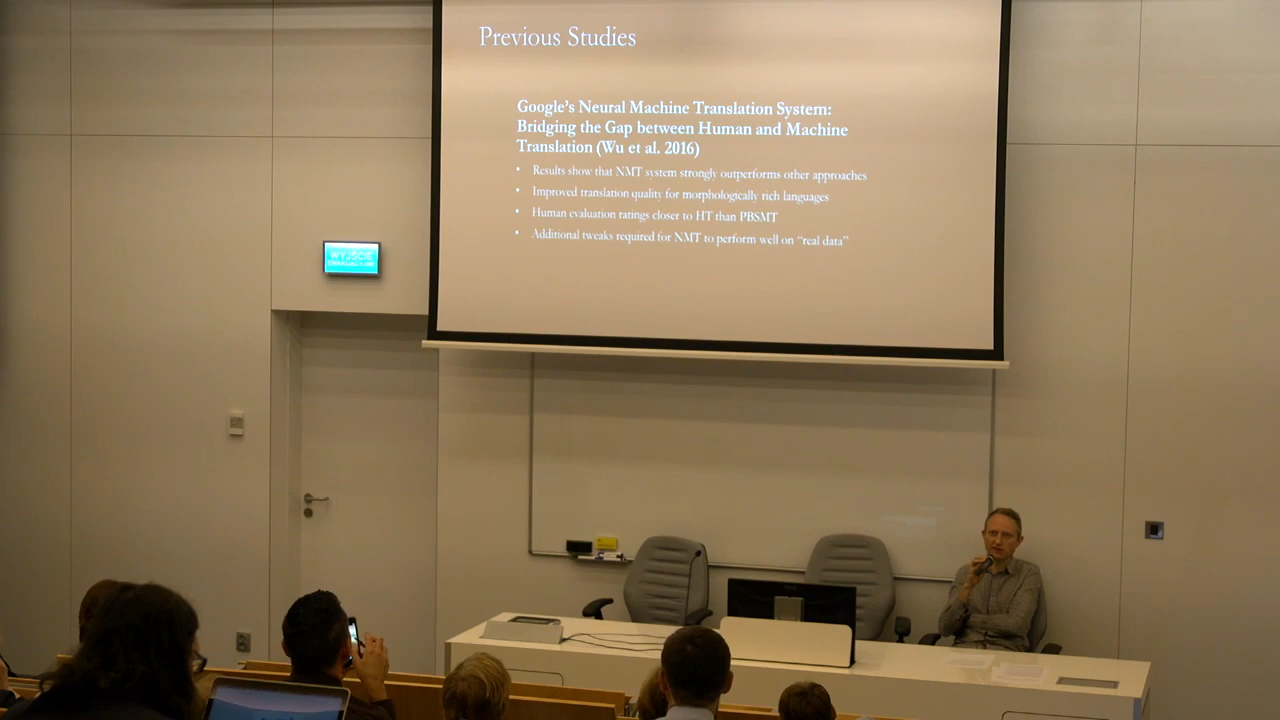 Previous Studies
Google's Neural Machine Translation System:
Bridging the Gap between Human and Machine
Translation (Wu et al. 2016)
• Results show that NMT system strongly outperforms other approaches
• Improved translation quality for morphologically rich languages
• Human evaluation ratings closer to HT than PBSMT
• Additional tweaks required for NMT to perform well on “real data”
WYJŚCIE